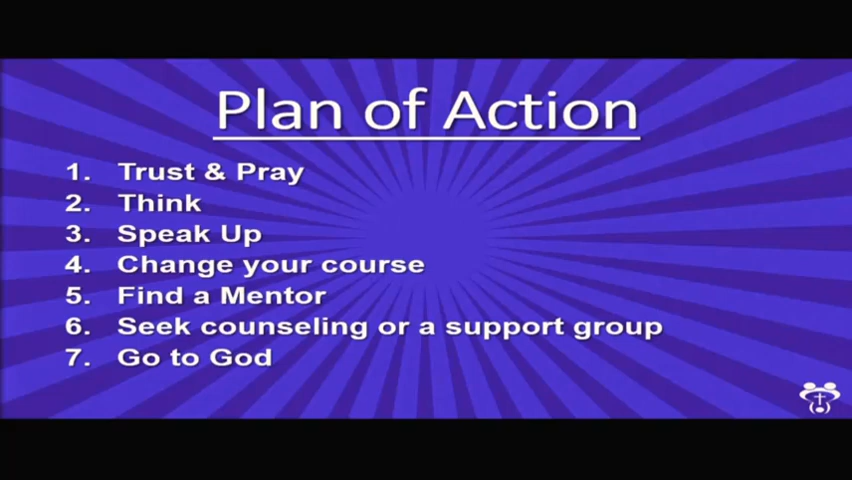 Plan of Action
1. Trust & Pray
2. Think
3. Speak Up
4. Change your course
5. Find a Mentor
6. Seek counseling or a support group
7. Go to God